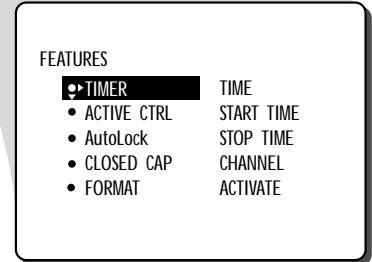 FEATURES
TIMER TIME
• ACTIVE CTRL START TIME
• AutoLock STOP TIME
• CLOSED CAP CHANNEL
• FORMAT ACTIVATE